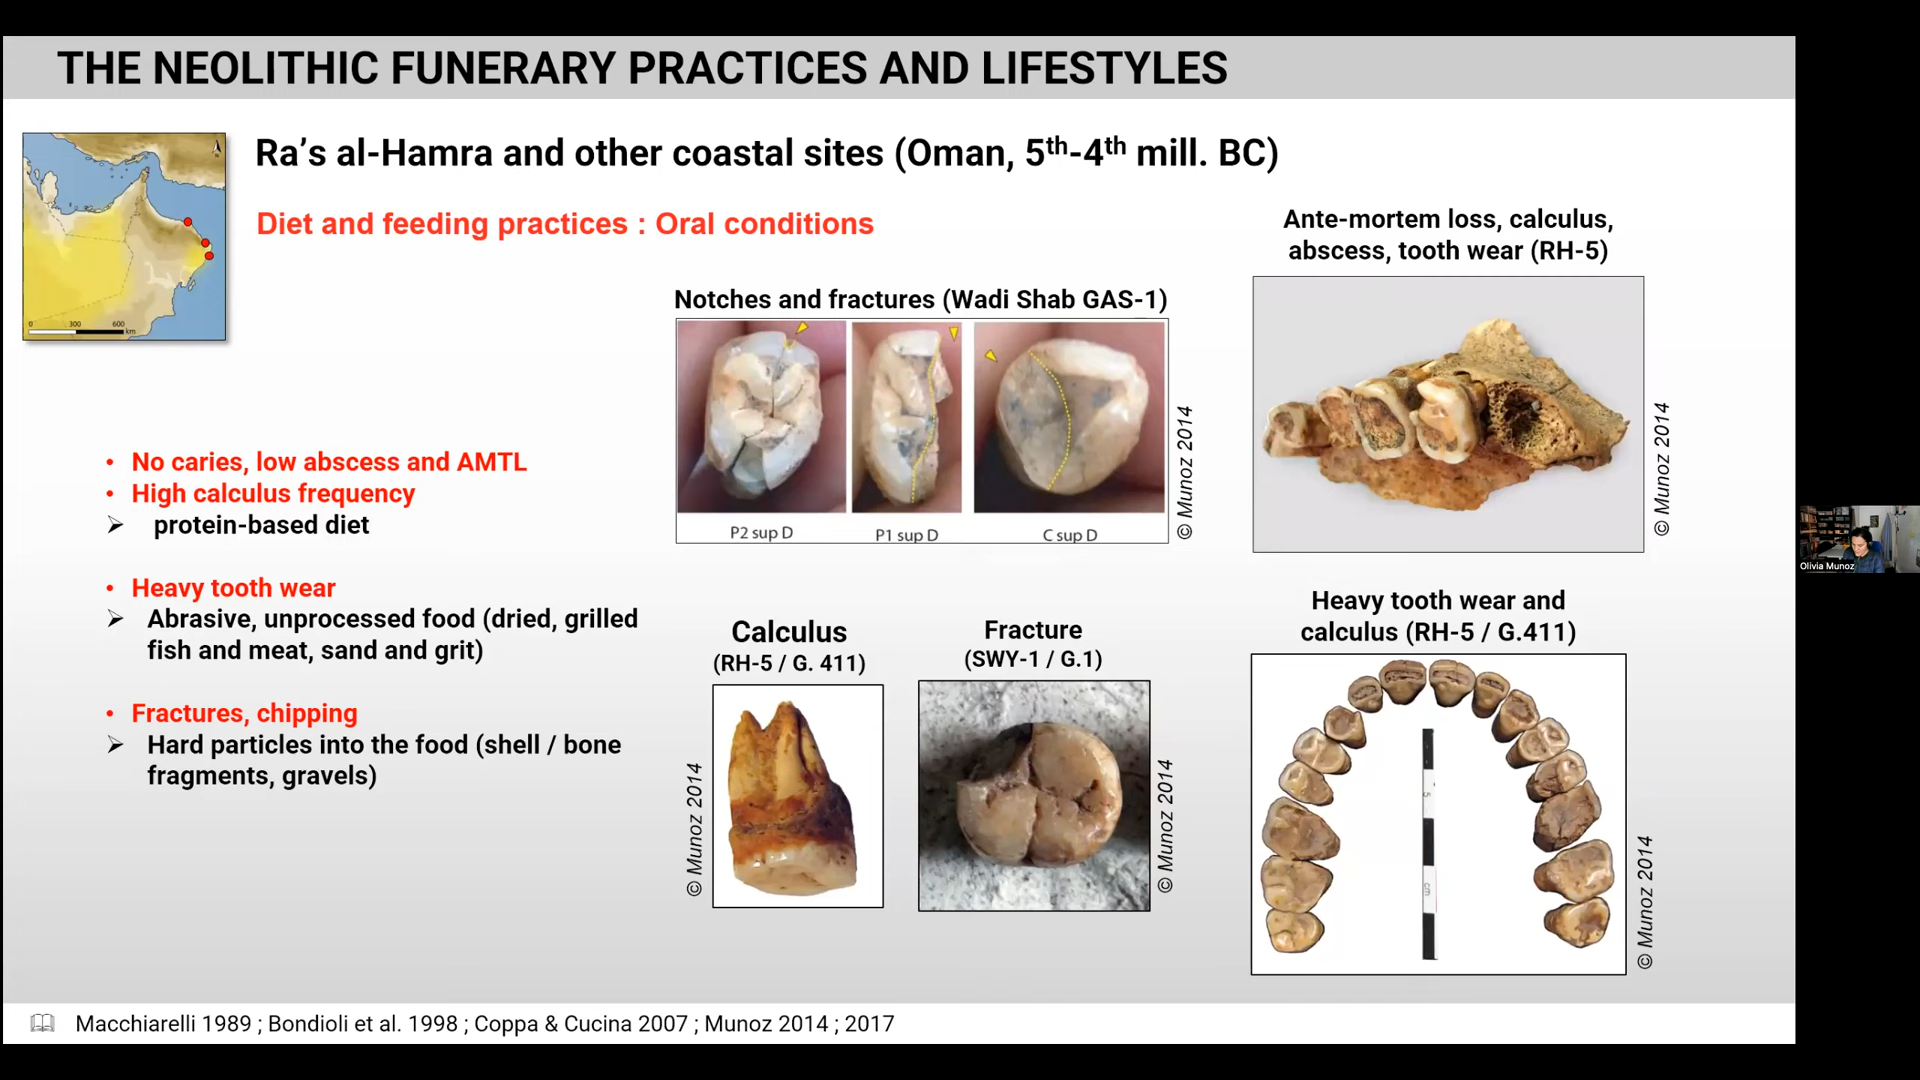 THE NEOLITHIC FUNERARY PRACTICES AND LIFESTYLES
Ra's al-Hamra and other coastal sites (Oman, 5th-4th mill. BC)
Diet and feeding practices : Oral conditions
0 300 600
km
• No caries, low abscess and AMTL
• High calculus frequency
➢ protein-based diet
• Heavy tooth wear
➢ Abrasive, unprocessed food (dried, grilled
fish and meat, sand and grit)
• Fractures, chipping
➢ Hard particles into the food (shell / bone
fragments, gravels)
Notches and fractures (Wadi Shab GAS-1)
P2 sup D
P1 sup D
C sup D
© Munoz 2014
Ante-mortem loss, calculus,
abscess, tooth wear (RH-5)
© Munoz 2014
Calculus
(RH-5 / G. 411)
© Munoz 2014
Fracture
(SWY-1 / G.1)
© Munoz 2014
Heavy tooth wear and
calculus (RH-5 / G.411)
5
cm
© Munoz 2014
Macchiarelli 1989 ; Bondioli et al. 1998 ; Coppa & Cucina 2007 ; Munoz 2014 ; 2017
Olivia Munoz